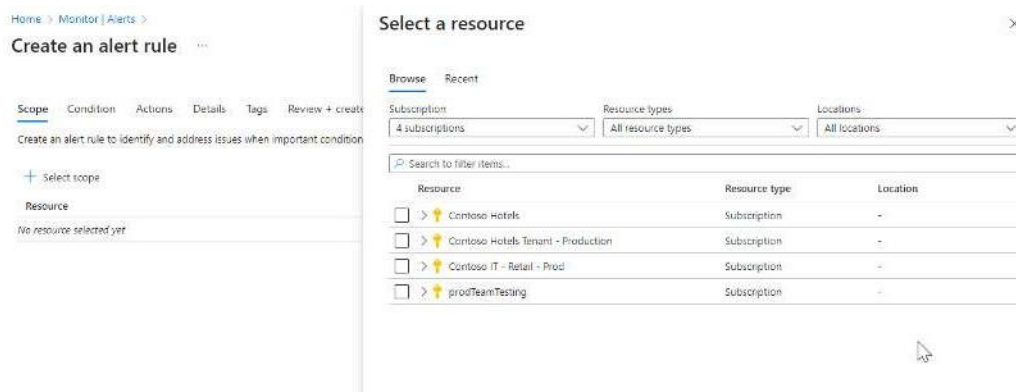 Home > Monitor | Alerts >
Create an alert rule ...
Scope Condition Actions Details Tags Review + create
Create an alert rule to identify and address issues when important condition
+ Select scope
Resource
No resource selected yet
Select a resource
Browse Recent
Subscription Resource types Locations
4 subscriptions All resource types All locations
Search to filter items...
Resource Resource type Location
Contoso Hotels Subscription -
Contoso Hotels Tenant - Production Subscription -
Contoso IT - Retail - Prod Subscription -
prodTeamTesting Subscription -